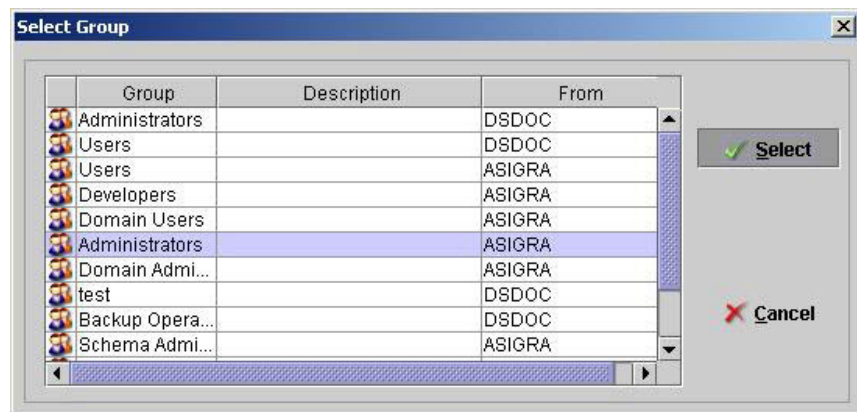 Select Group
Group Description From
Administrators DSDOC
Users DSDOC
Users ASIGRA
Developers ASIGRA
Domain Users ASIGRA
Administrators ASIGRA
Domain Admi... ASIGRA
test DSDOC
Backup Opera... DSDOC
Schema Admi... ASIGRA
Select
Cancel